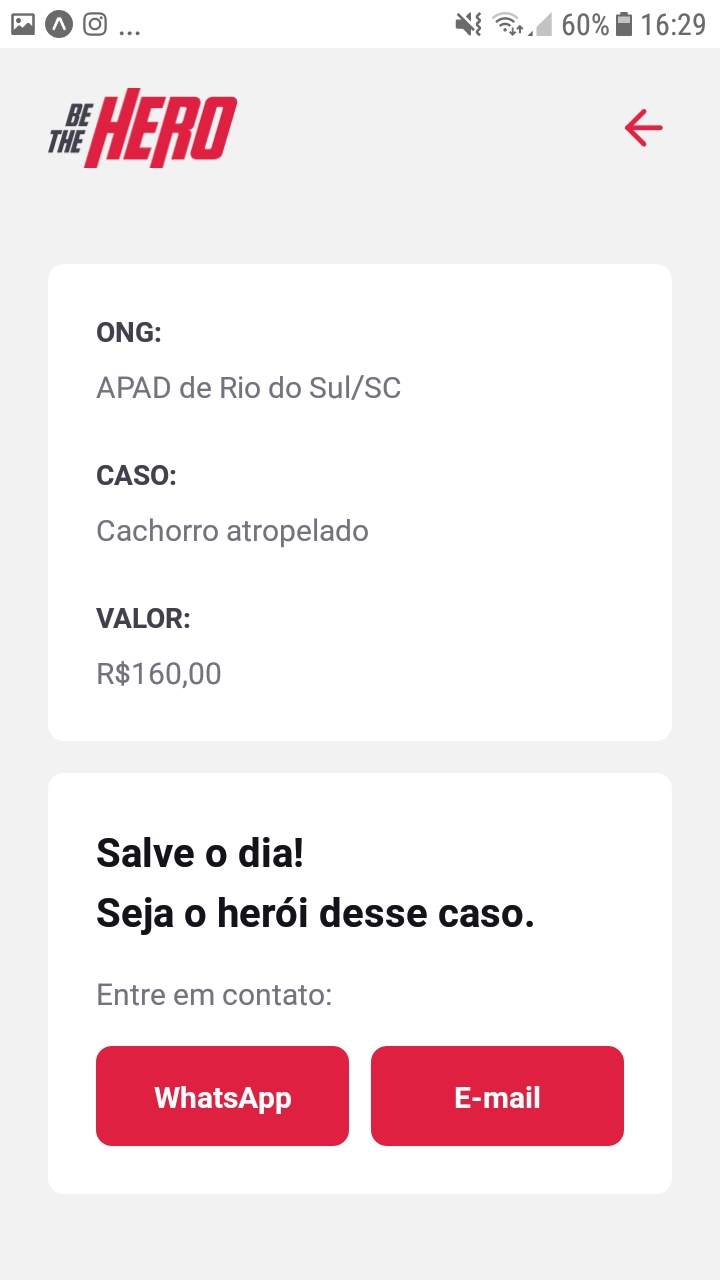 ... 60% 16:29
BE
THE HERO
ONG:
APAD de Rio do Sul/SC
CASO:
Cachorro atropelado
VALOR:
R$160,00
Salve o dia!
Seja o herói desse caso.
Entre em contato:
WhatsApp E-mail